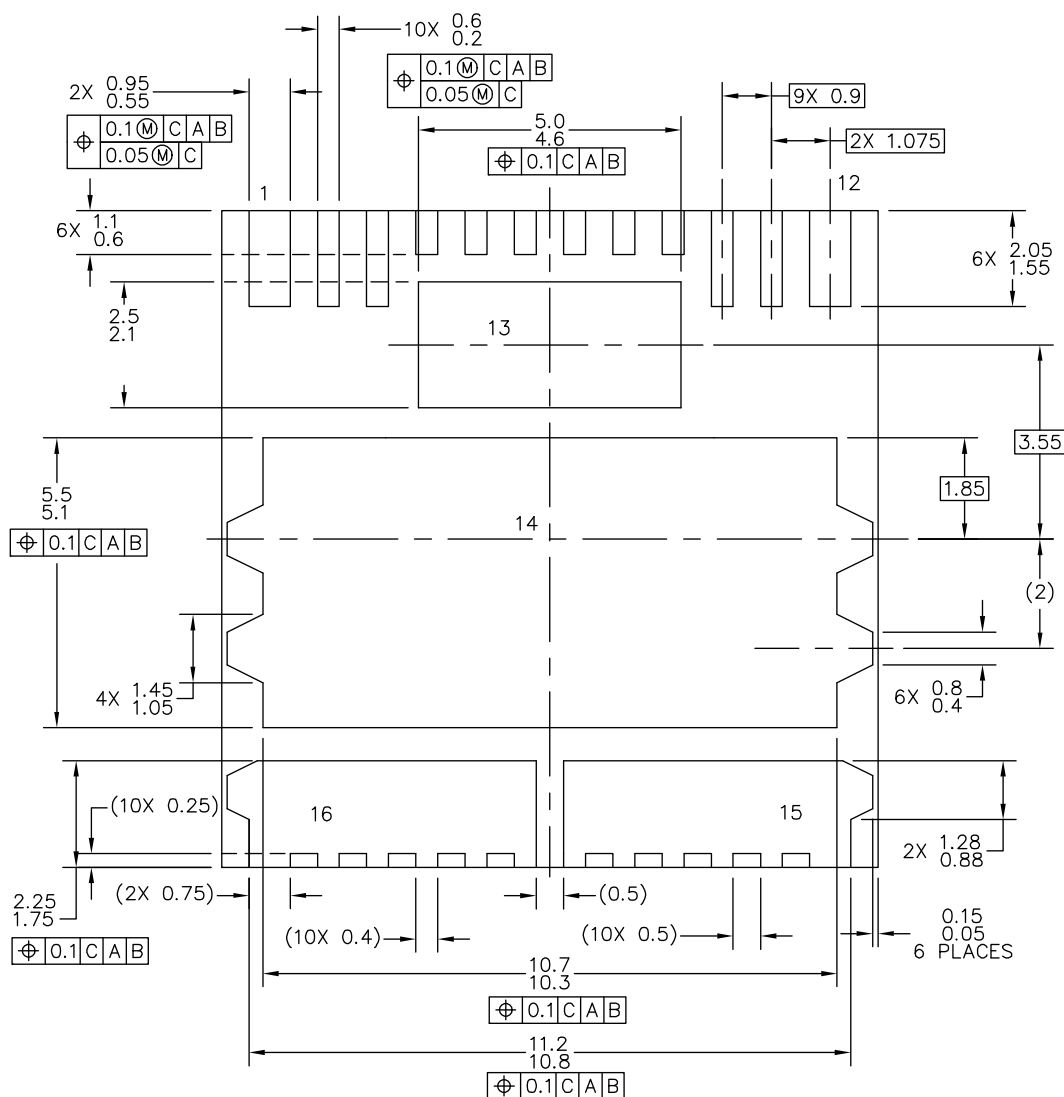 10X 0.6
0.2
⌖ 0.1 Ⓜ C A B
0.05 Ⓜ C
2X 0.95
0.55
⌖ 0.1 Ⓜ C A B
0.05 Ⓜ C
5.0
4.6
⌖ 0.1 C A B
9X 0.9
2X 1.075
1
12
6X 1.1
0.6
6X 2.05
1.55
2.5
2.1
13
3.55
1.85
5.5
5.1
⌖ 0.1 C A B
14
(2)
4X 1.45
1.05
6X 0.8
0.4
(10X 0.25)
16
15
2X 1.28
0.88
2.25
1.75
⌖ 0.1 C A B
(2X 0.75)
(0.5)
(10X 0.4)
(10X 0.5)
0.15
0.05
6 PLACES
10.7
10.3
⌖ 0.1 C A B
11.2
10.8
⌖ 0.1 C A B